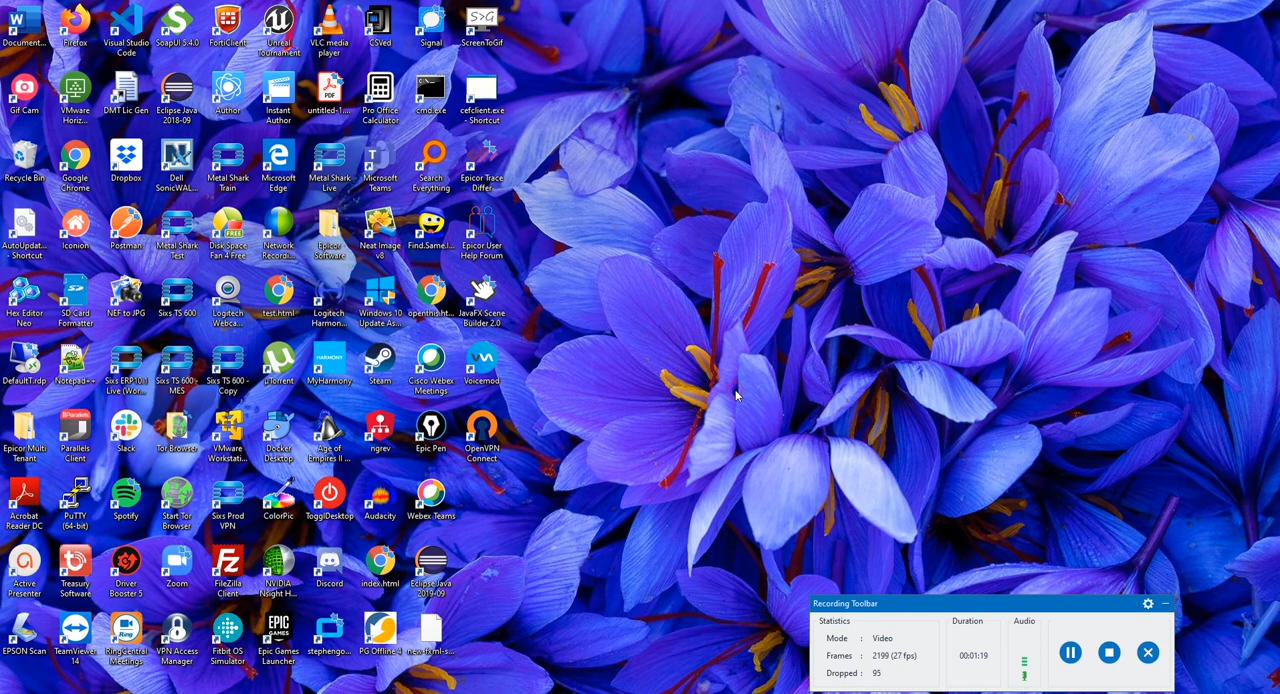 Document...
Firefox
Visual Studio
Code
SoapUI 5.4.0
FortiClient
Unreal
Tournament
VLC media
player
CSVed
Signal
S>G
ScreenToGif
Gif Cam
VMware
Horiz...
DMT Lic Gen
Eclipse Java
2018-09
Author
Instant
Author
PDF
untitled-1...
Pro Office
Calculator
cmd.exe
cefclient.exe
- Shortcut
Recycle Bin
Google
Chrome
Dropbox
Dell
SonicWAL...
Metal Shark
Train
Microsoft
Edge
Metal Shark
Live
Microsoft
Teams
Search
Everything
Epicor Trace
Differ
AutoUpdat...
- Shortcut
Iconion
Postman
Metal Shark
Test
FREE
Disk Space
Fan 4 Free
Network
Recordi...
Epicor
Software
Neat Image
v8
Find.Same.I...
Epicor User
Help Forum
Hex Editor
Neo
SD Card
Formatter
NEF to JPG
Sixs TS 600
Logitech
Webca...
test.html
Logitech
Harmon...
Windows 10
Update As...
openthis.ht...
JavaFX Scene
Builder 2.0
DefaultT.rdp
Notepad++
Sixs ERP10.1
Live (Wor...
Sixs TS 600 -
MES
Sixs TS 600 -
Copy
µTorrent
HARMONY
MyHarmony
Steam
Cisco Webex
Meetings
Voicemod
Epicor Multi
Tenant
Parallels
Parallels
Client
Slack
Tor Browser
VMware
Workstati...
Docker
Desktop
Age of
Empires II ...
ngrev
Epic Pen
OpenVPN
Connect
Acrobat
Reader DC
PuTTY
(64-bit)
Spotify
Start Tor
Browser
Sixs Prod
VPN
ColorPic
TogglDesktop
Audacity
Webex Teams
Active
Presenter
Treasury
Software
Driver
Booster 5
Zoom
FileZilla
Client
NVIDIA
Nsight H...
Discord
index.html
Eclipse Java
2019-09
EPSON Scan
TeamViewer
14
Ring
RingCentral
Meetings
VPN Access
Manager
Fitbit OS
Simulator
EPIC
GAMES
Epic Games
Launcher
stephengo...
PG Offline 4
new-fxml-s...
Recording Toolbar
Statistics
Duration
Audio
Mode : Video
Frames : 2199 (27 fps)
00:01:19
Dropped : 95